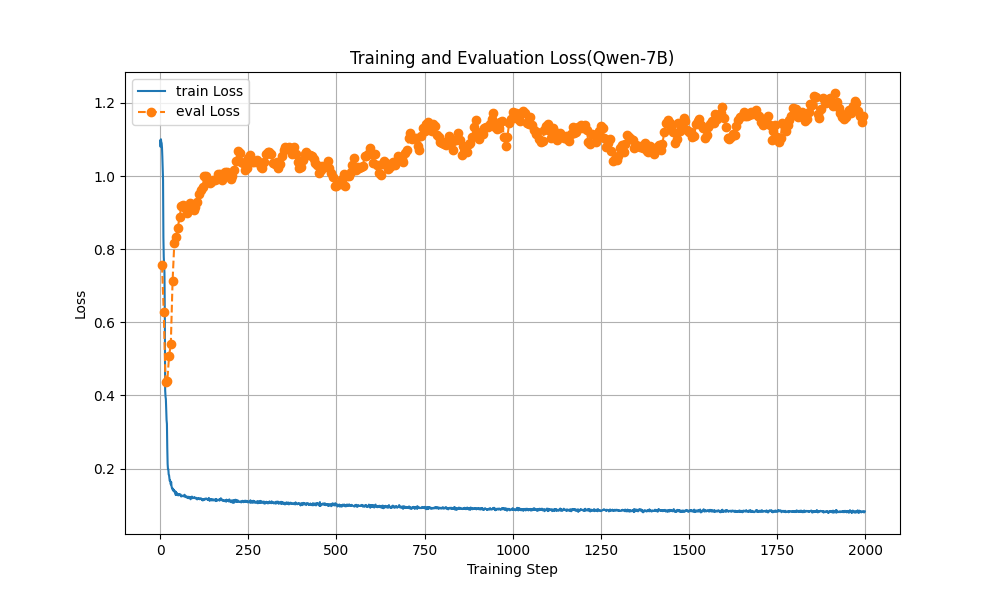 Training and Evaluation Loss(Qwen-7B)
train Loss
eval Loss
1.2
1.0
0.8
0.6
0.4
0.2
Loss
0 250 500 750 1000 1250 1500 1750 2000
Training Step